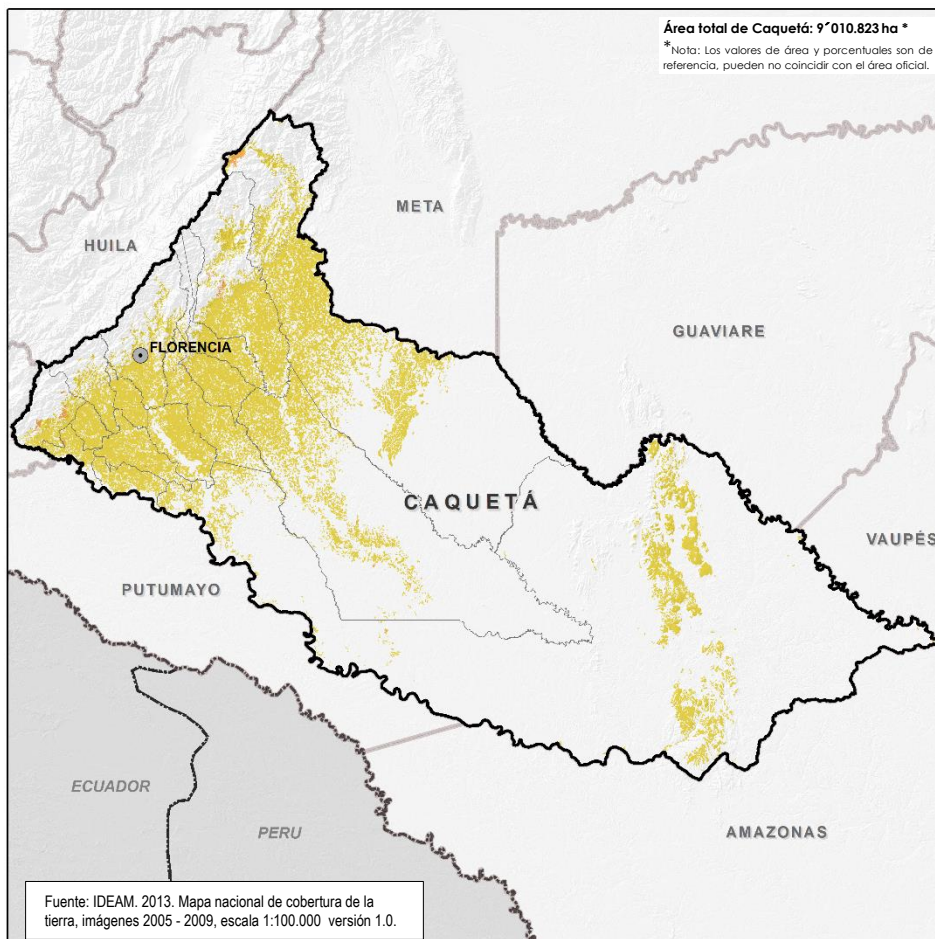 Área total de Caquetá: 9´010.823 ha *
*Nota: Los valores de área y porcentuales son de
referencia, pueden no coincidir con el área oficial.
META
HUILA
GUAVIARE
FLORENCIA
CAQUETÁ
VAUPÉS
PUTUMAYO
ECUADOR
PERU
AMAZONAS
Fuente: IDEAM. 2013. Mapa nacional de cobertura de la
tierra, imágenes 2005 - 2009, escala 1:100.000 versión 1.0.